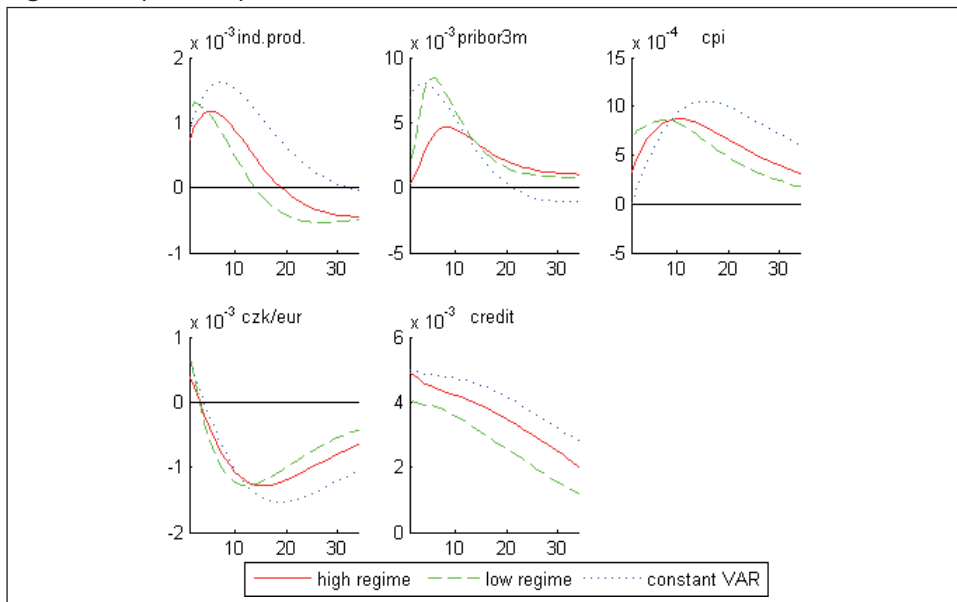 x 10⁻³ ind.prod.
2
1
0
-1
10 20 30
x 10⁻³ pribor3m
10
5
0
-5
10 20 30
x 10⁻⁴ cpi
10
5
0
-5
10 20 30
x 10⁻³ czk/eur
1
0
-1
-2
10 20 30
x 10⁻³ credit
6
4
2
0
10 20 30
high regime low regime constant VAR